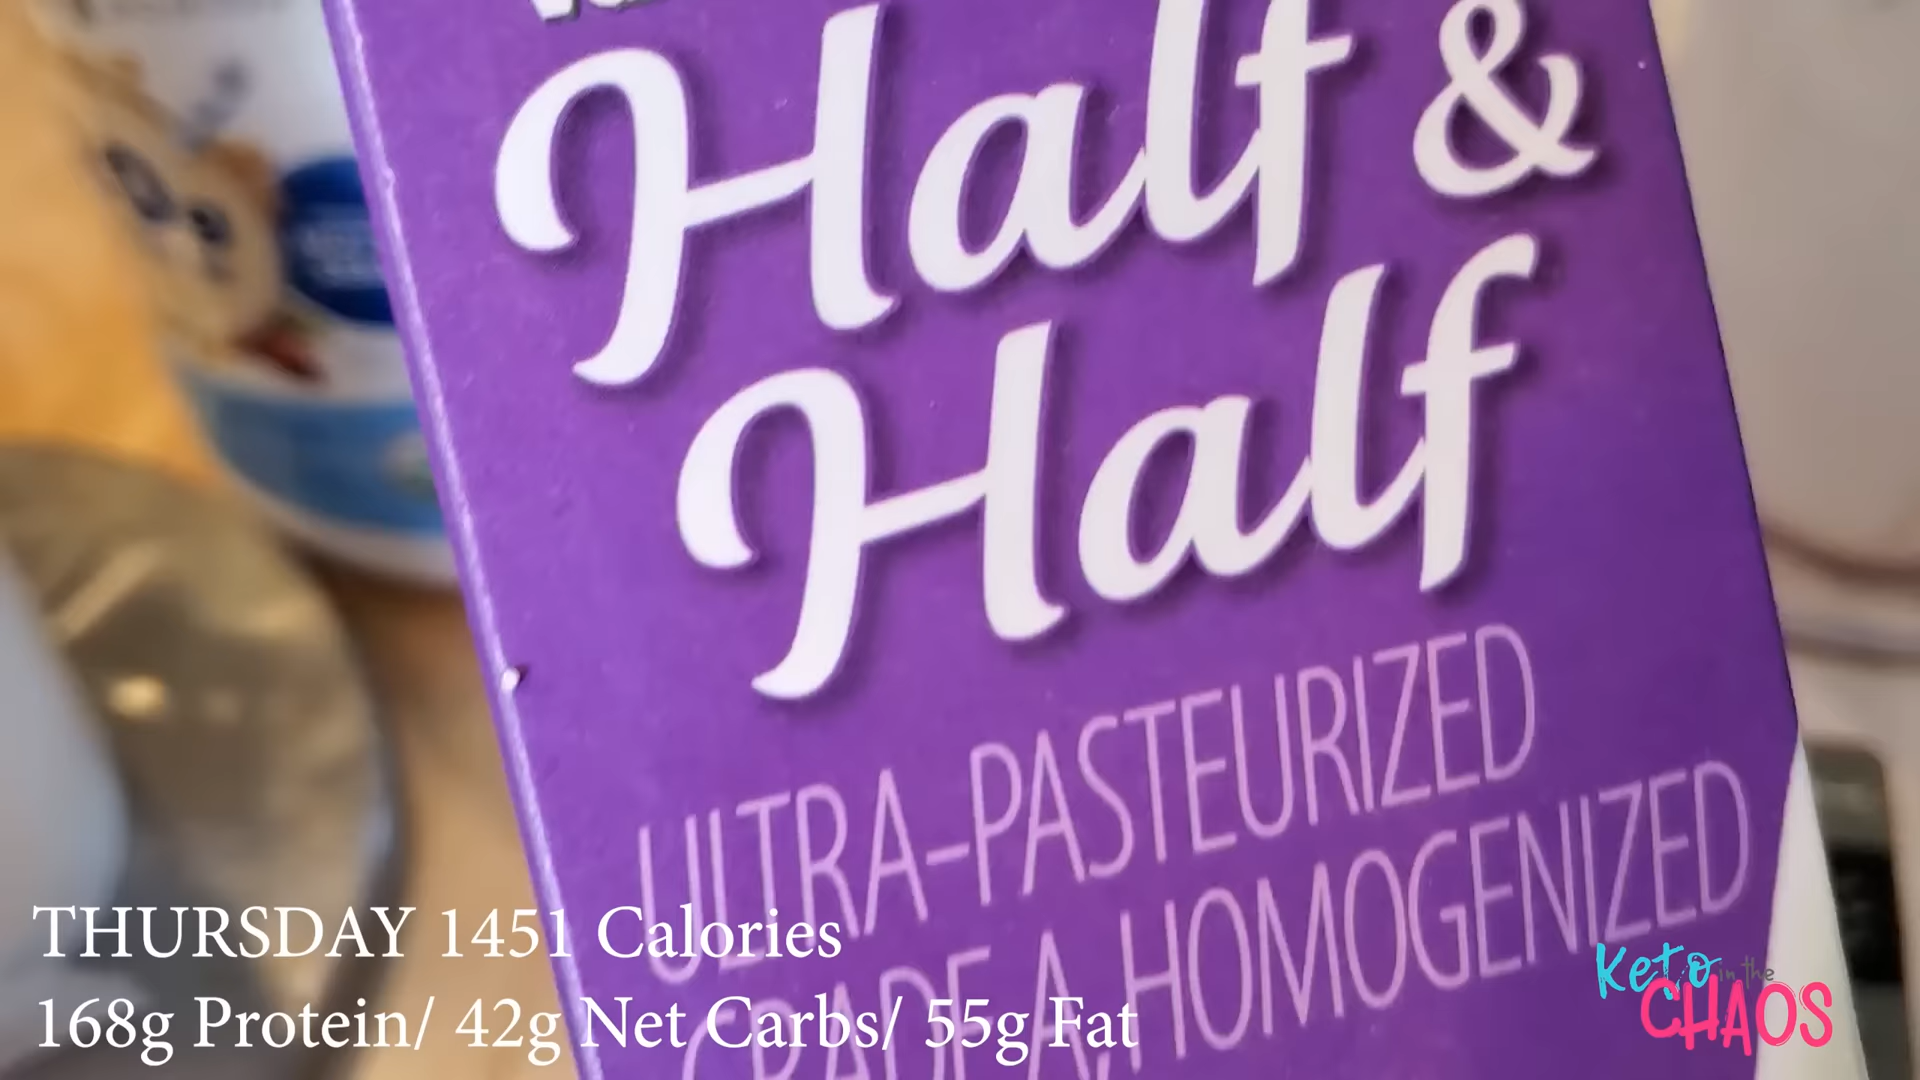 Half &
Half
ULTRA-PASTEURIZED
GRADE A, HOMOGENIZED
THURSDAY 1451 Calories
168g Protein/ 42g Net Carbs/ 55g Fat
Keto in the
CHAOS